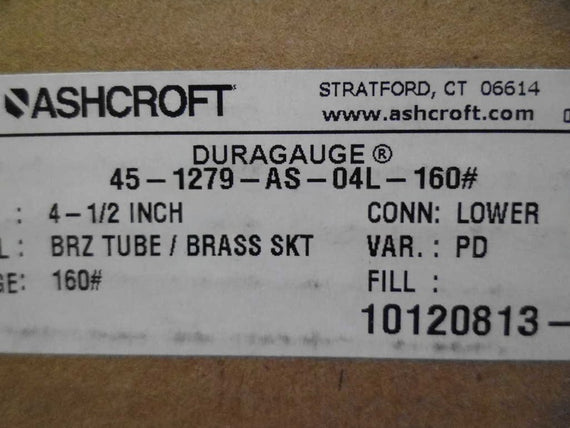 ASHCROFT
STRATFORD, CT 06614
www.ashcroft.com
DURAGAUGE ®
45-1279-AS-04L-160#
: 4-1/2 INCH CONN: LOWER
L: BRZ TUBE / BRASS SKT VAR. : PD
GE: 160# FILL :
10120813-